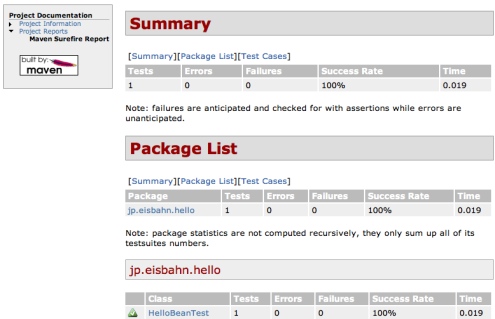 Project Documentation
Project Information
Project Reports
Maven Surefire Report
built by:
maven
Summary
[Summary][Package List][Test Cases]
Tests Errors Failures Success Rate Time
1 0 0 100% 0.019
Note: failures are anticipated and checked for with assertions while errors are
unanticipated.
Package List
[Summary][Package List][Test Cases]
Package Tests Errors Failures Success Rate Time
jp.eisbahn.hello 1 0 0 100% 0.019
Note: package statistics are not computed recursively, they only sum up all of its
testsuites numbers.
jp.eisbahn.hello
Class Tests Errors Failures Success Rate Time
HelloBeanTest 1 0 0 100% 0.019